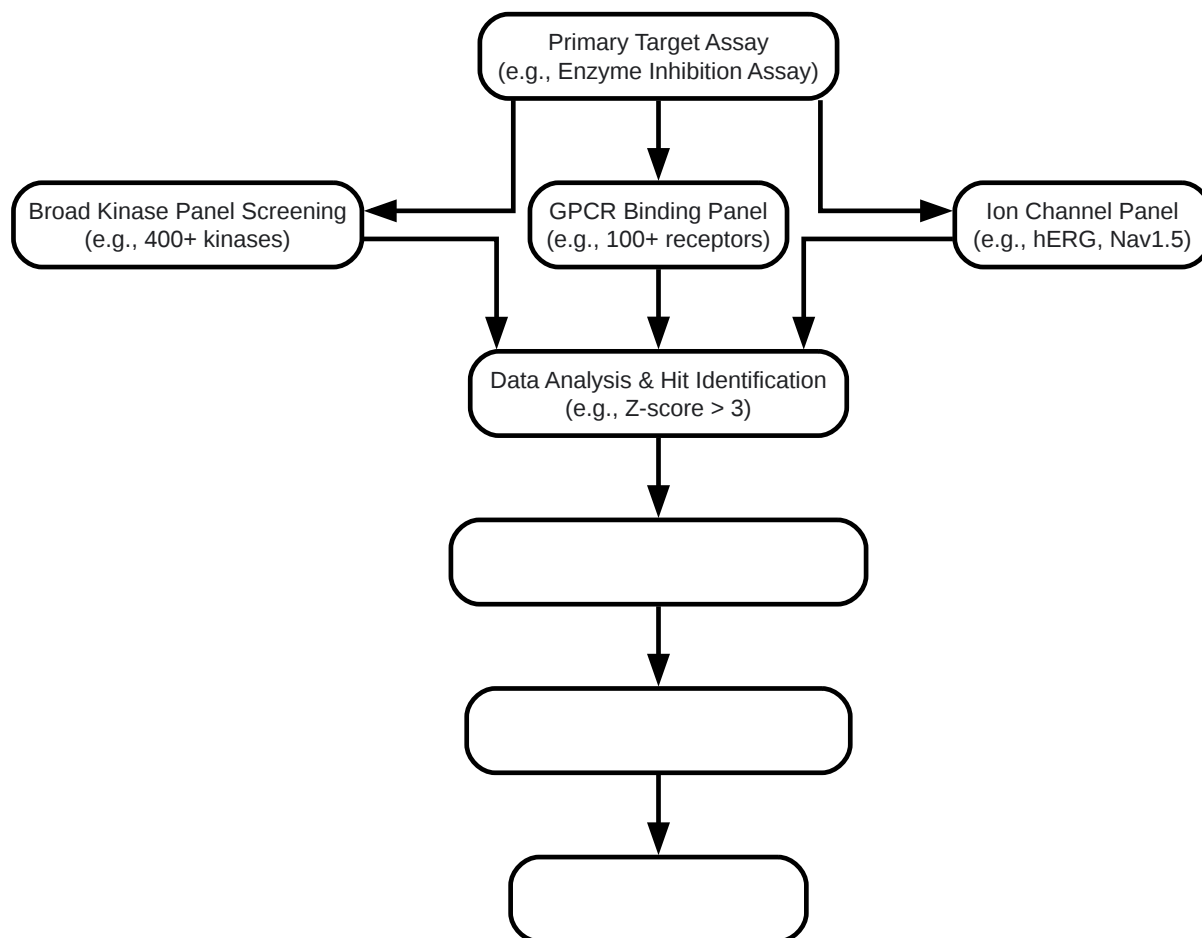 Primary Target Assay
(e.g., Enzyme Inhibition Assay)
Broad Kinase Panel Screening
(e.g., 400+ kinases)
GPCR Binding Panel
(e.g., 100+ receptors)
Ion Channel Panel
(e.g., hERG, Nav1.5)
Data Analysis & Hit Identification
(e.g., Z-score > 3)